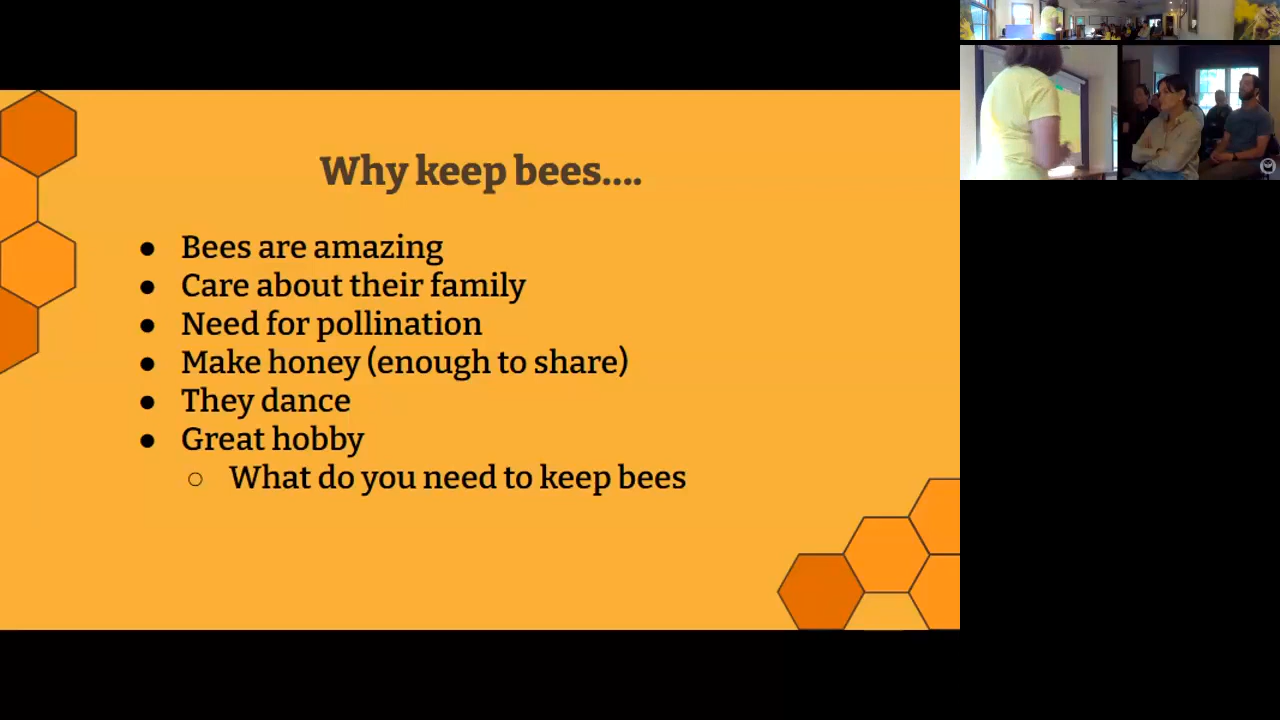 Why keep bees....
● Bees are amazing
● Care about their family
● Need for pollination
● Make honey (enough to share)
● They dance
● Great hobby
○ What do you need to keep bees